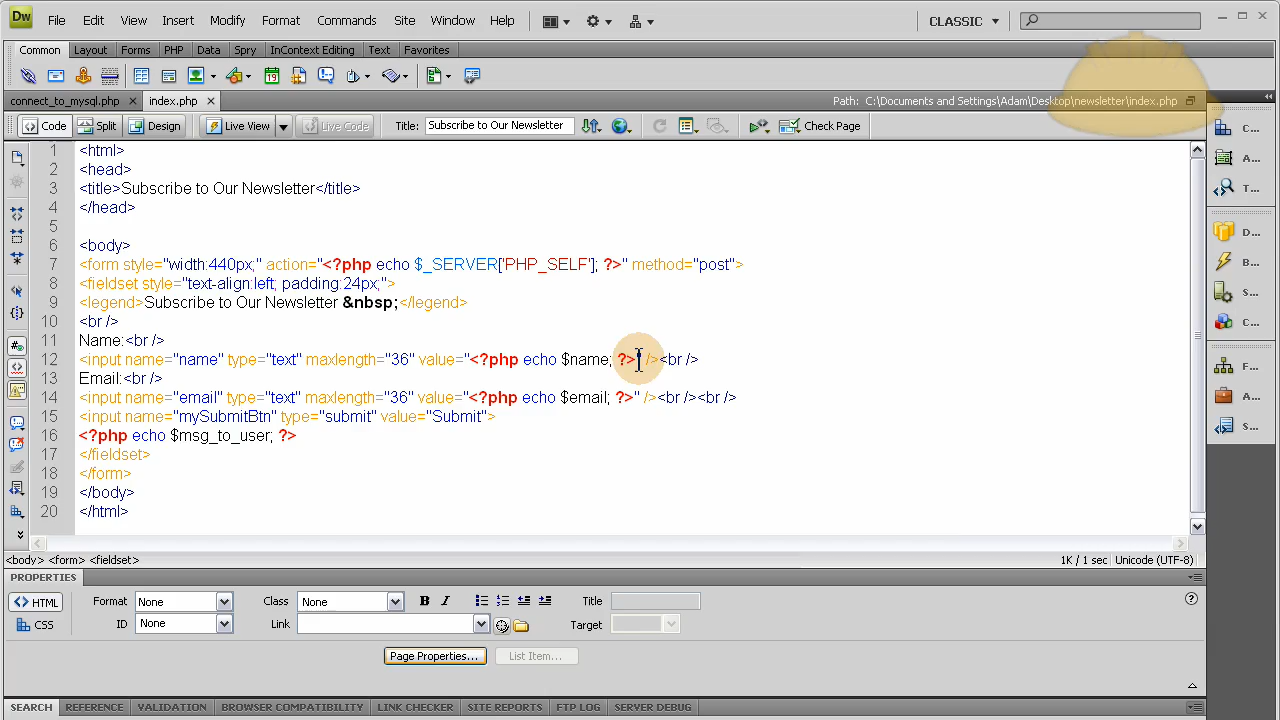 Dw File Edit View Insert Modify Format Commands Site Window Help CLASSIC
Common Layout Forms PHP Data Spry InContext Editing Text Favorites
connect_to_mysql.php × index.php × Path: C:\Documents and Settings\Adam\Desktop\newsletter\index.php
Code Split Design Live View Live Code Title: Subscribe to Our Newsletter Check Page
1 <html>
2 <head>
3 <title>Subscribe to Our Newsletter</title>
4 </head>
5
6 <body>
7 <form style="width:440px;" action="<?php echo $_SERVER['PHP_SELF']; ?>" method="post">
8 <fieldset style="text-align:left; padding:24px;">
9 <legend>Subscribe to Our Newsletter &nbsp;</legend>
10 <br />
11 Name:<br />
12 <input name="name" type="text" maxlength="36" value="<?php echo $name; ?>" /><br />
13 Email:<br />
14 <input name="email" type="text" maxlength="36" value="<?php echo $email; ?>" /><br /><br />
15 <input name="mySubmitBtn" type="submit" value="Submit">
16 <?php echo $msg_to_user; ?>
17 </fieldset>
18 </form>
19 </body>
20 </html>
C...
A...
T...
D...
B...
S...
C...
F...
A...
S...
<body> <form> <fieldset> 1K / 1 sec Unicode (UTF-8)
PROPERTIES
<> HTML Format None Class None B I Title
CSS ID None Link Target
Page Properties... List Item...
SEARCH REFERENCE VALIDATION BROWSER COMPATIBILITY LINK CHECKER SITE REPORTS FTP LOG SERVER DEBUG